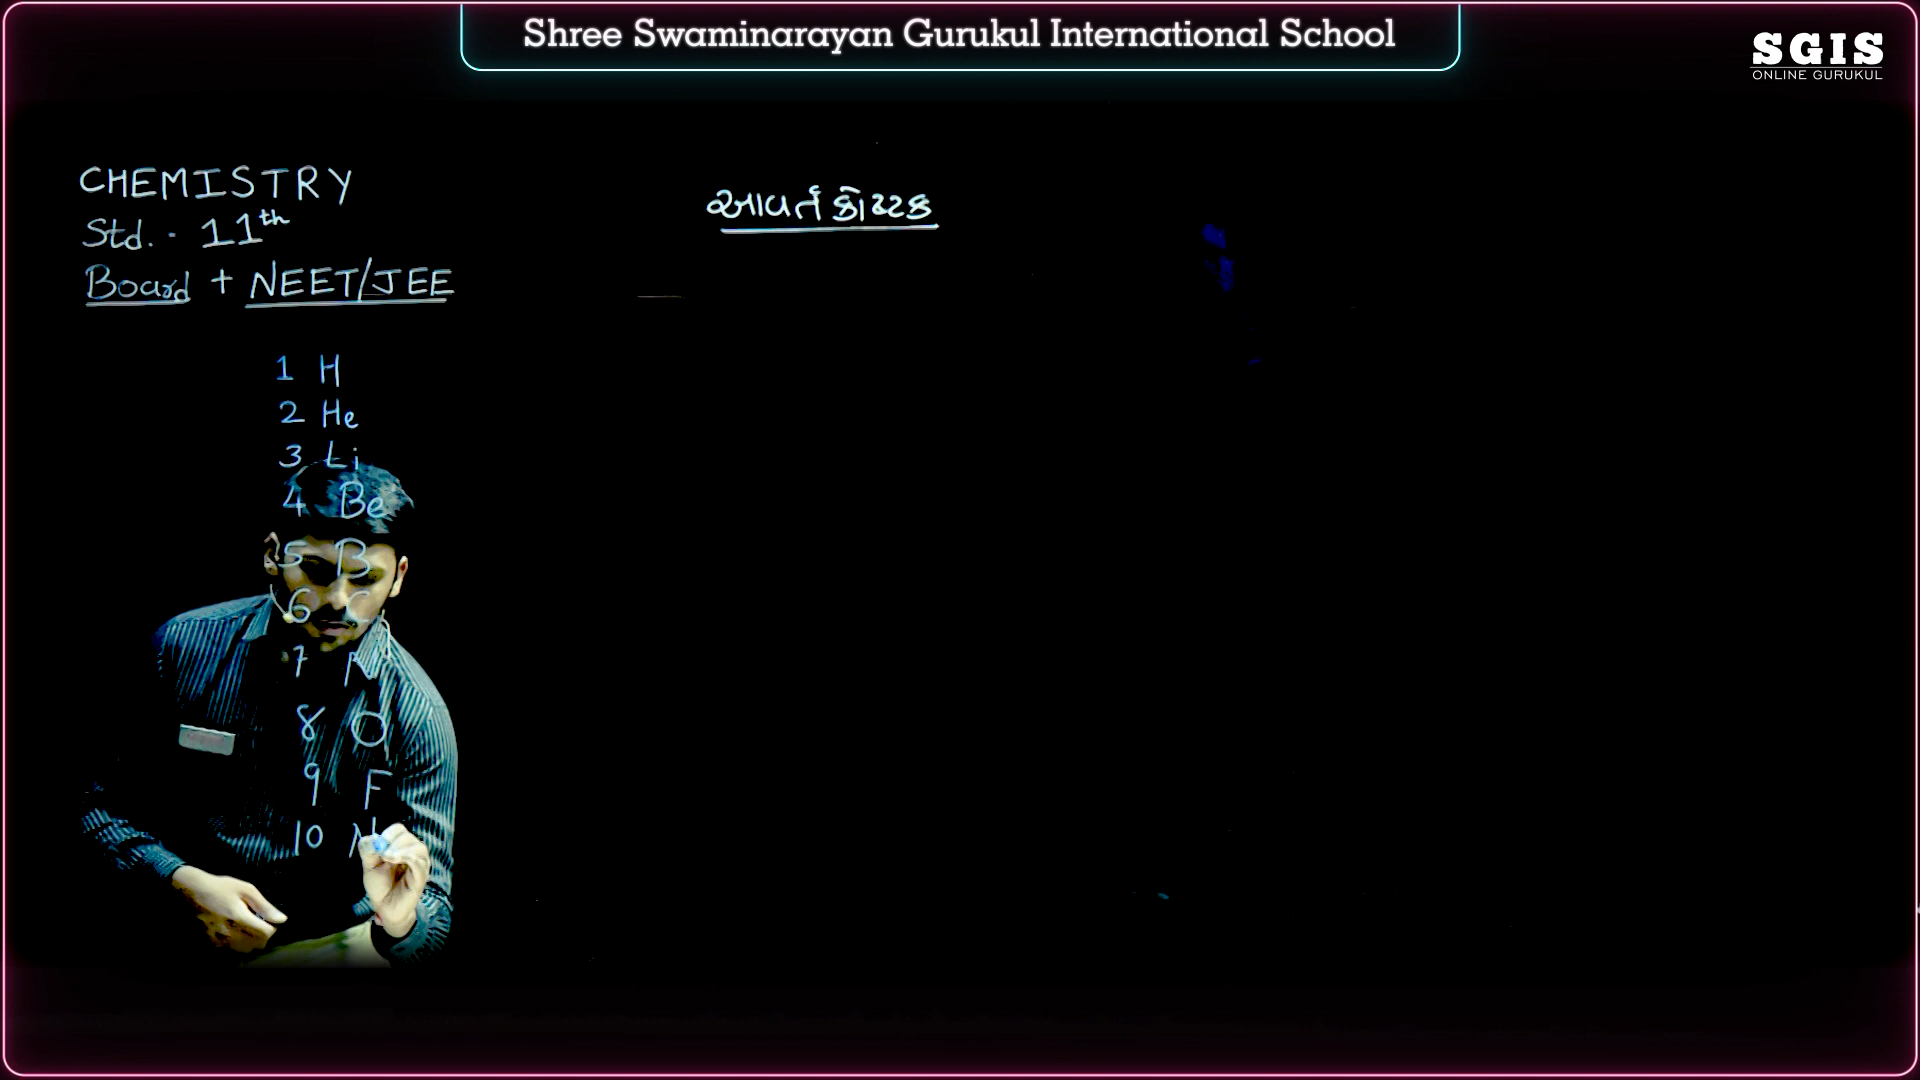 Shree Swaminarayan Gurukul International School
SGIS
ONLINE GURUKUL
CHEMISTRY
Std. - 11th
Board + NEET/JEE
આવર્ત કોષ્ટક
1 H
2 He
3 Li
4 Be
5 B
6 C
7 N
8 O
9 F
10 N